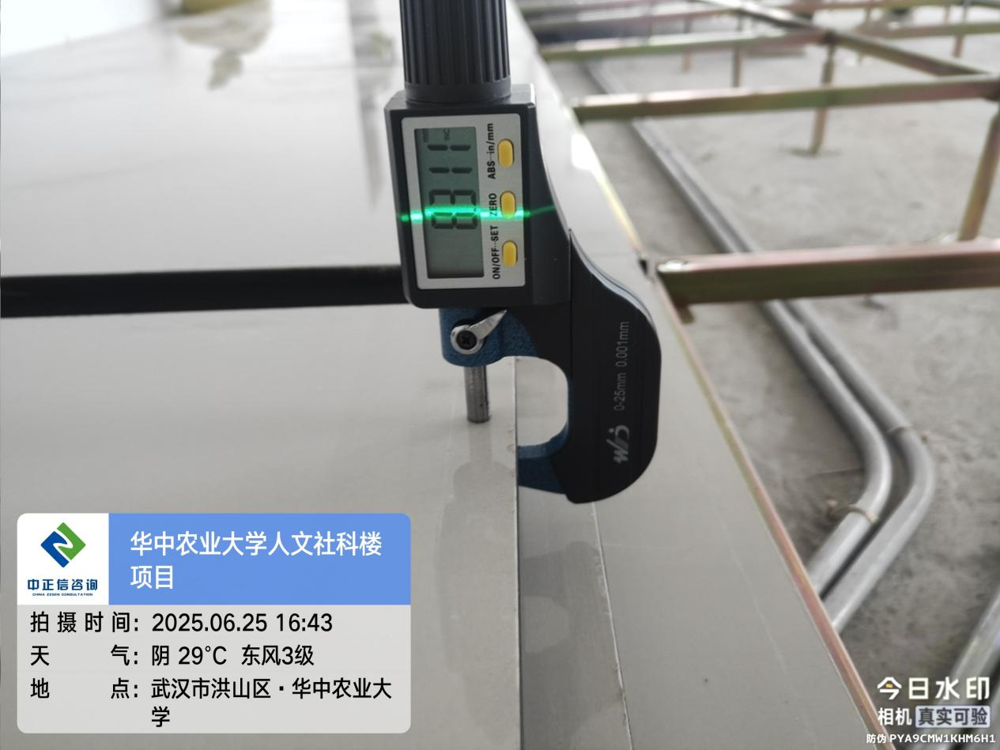 ON/OFF··SET
ZERO
ABS··in/mm
0-25mm 0.001mm
中正信咨询
CHINA ZZSEN CONSULTATION
华中农业大学人文社科楼
项目
拍摄时间：2025.06.25 16:43
天气：阴 29°C 东风3级
地点：武汉市洪山区·华中农业大
学
今日水印
相机 真实可验
防伪 PYA9CMW1KHM6H1